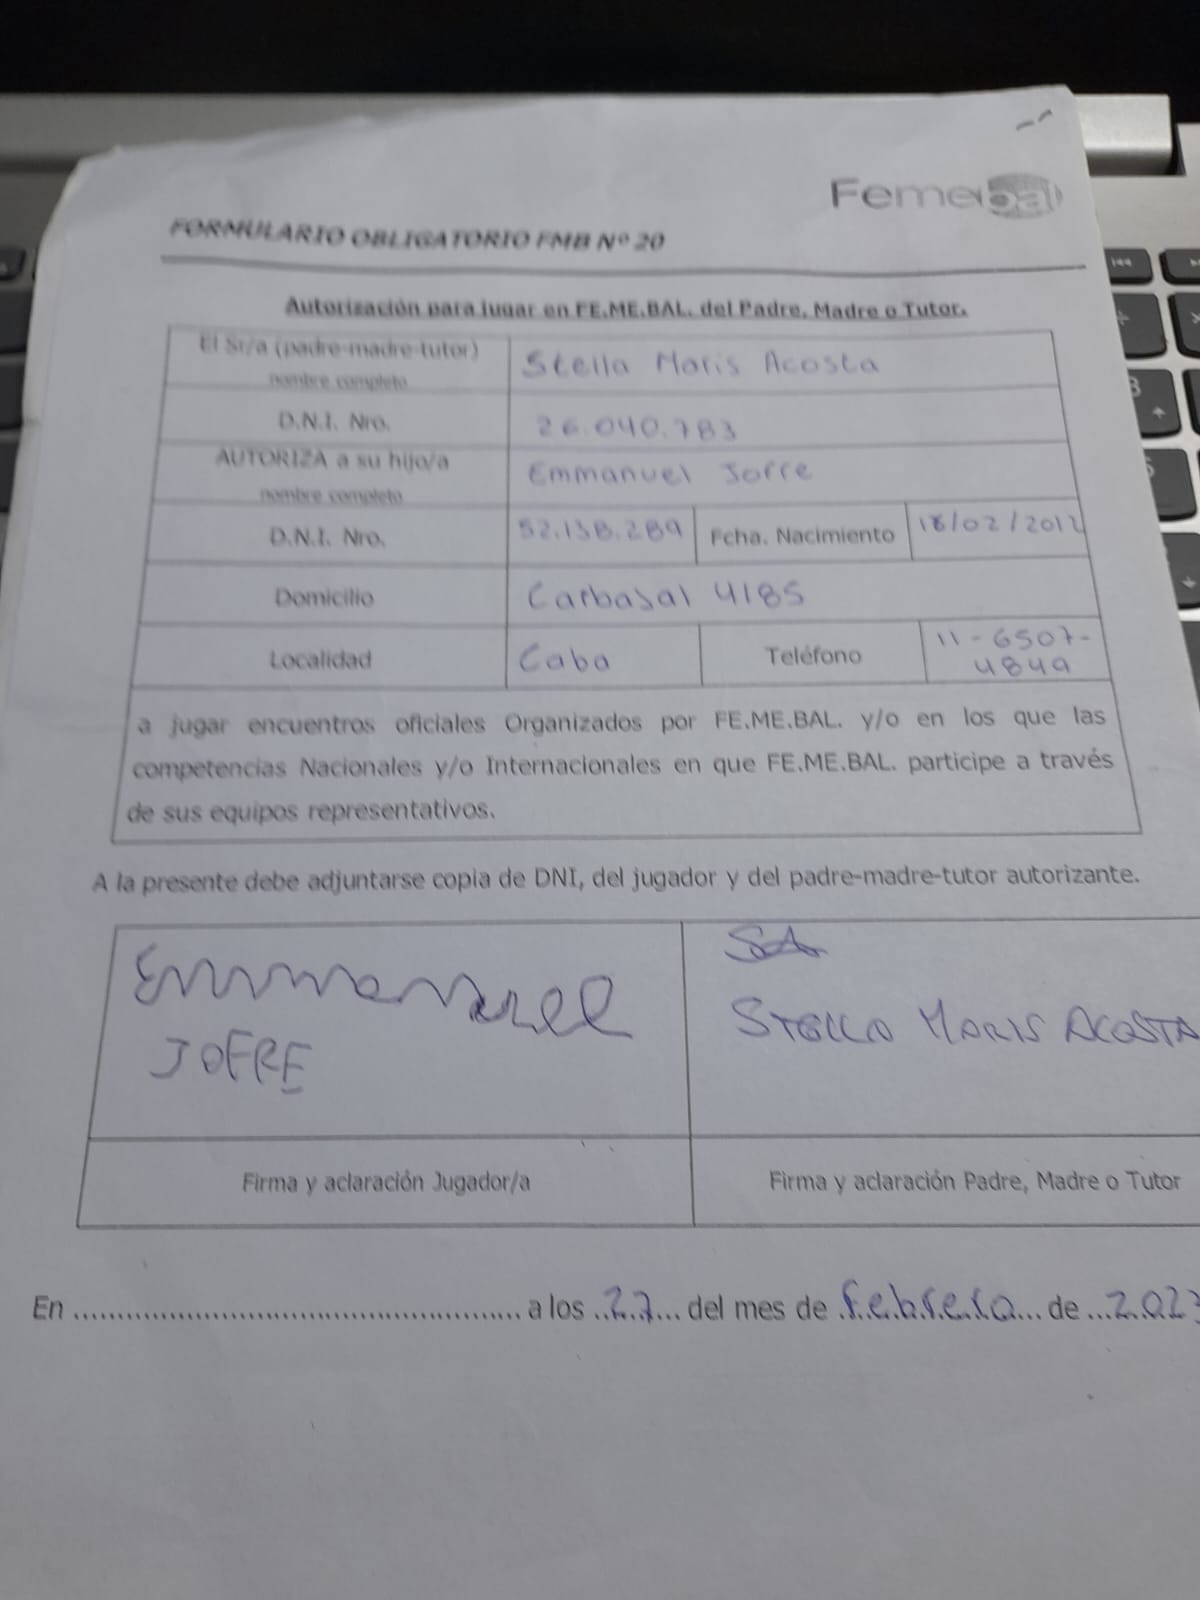 Femebal
FORMULARIO OBLIGATORIO FMB Nº 20
Autorización para jugar en FE.ME.BAL. del Padre, Madre o Tutor.
El Sr/a (padre-madre-tutor)
nombre completo
Stella Maris Acosta
D.N.I. Nro.
26.040.783
AUTORIZA a su hijo/a
nombre completo
Emmanuel Jofre
D.N.I. Nro.
52.138.289
Fcha. Nacimiento
18/02/2012
Domicilio
Carbasal 4185
Localidad
Caba
Teléfono
11-6507-
4849
a jugar encuentros oficiales Organizados por FE.ME.BAL. y/o en los que las
competencias Nacionales y/o Internacionales en que FE.ME.BAL. participe a través
de sus equipos representativos.
A la presente debe adjuntarse copia de DNI, del jugador y del padre-madre-tutor autorizante.
Emmanuel
JOFRE
SA
STELLA MARIS ACOSTA
Firma y aclaración Jugador/a
Firma y aclaración Padre, Madre o Tutor
En .................................................. a los ..27... del mes de .febrero... de ...2023